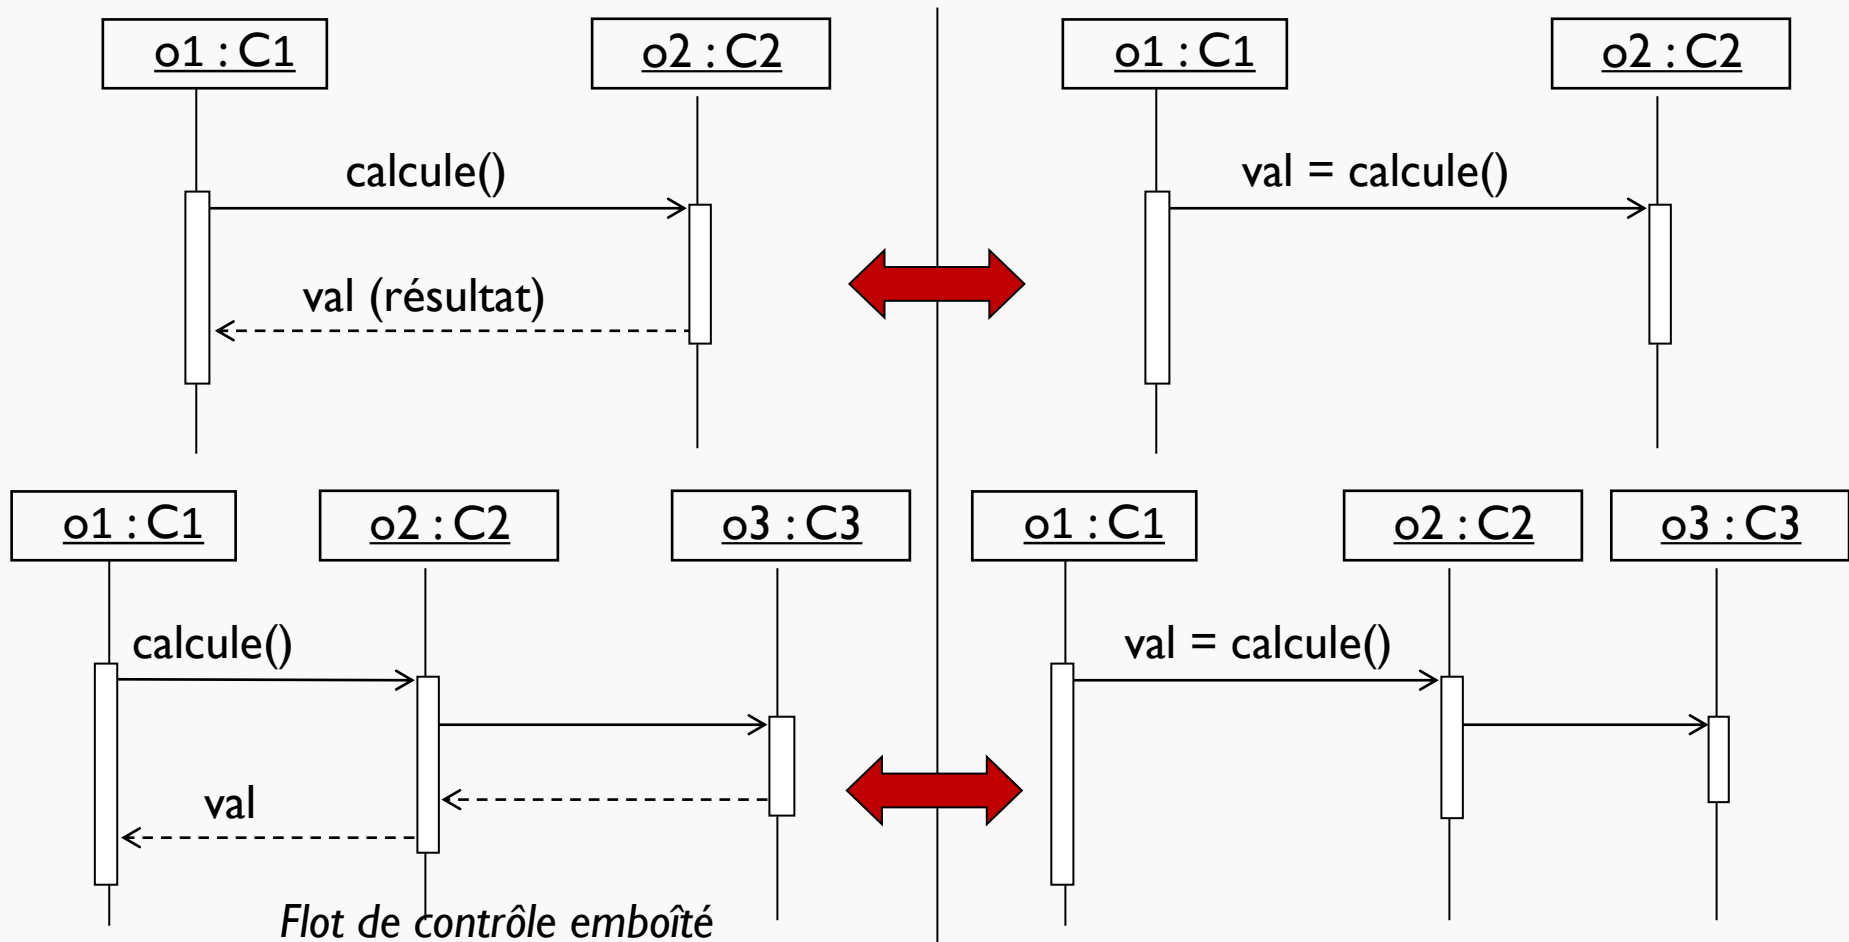 o1 : C1
o2 : C2
calcule()
val (résultat)
o1 : C1
o2 : C2
val = calcule()
o1 : C1
o2 : C2
o3 : C3
calcule()
val
Flot de contrôle emboîté
o1 : C1
o2 : C2
o3 : C3
val = calcule()